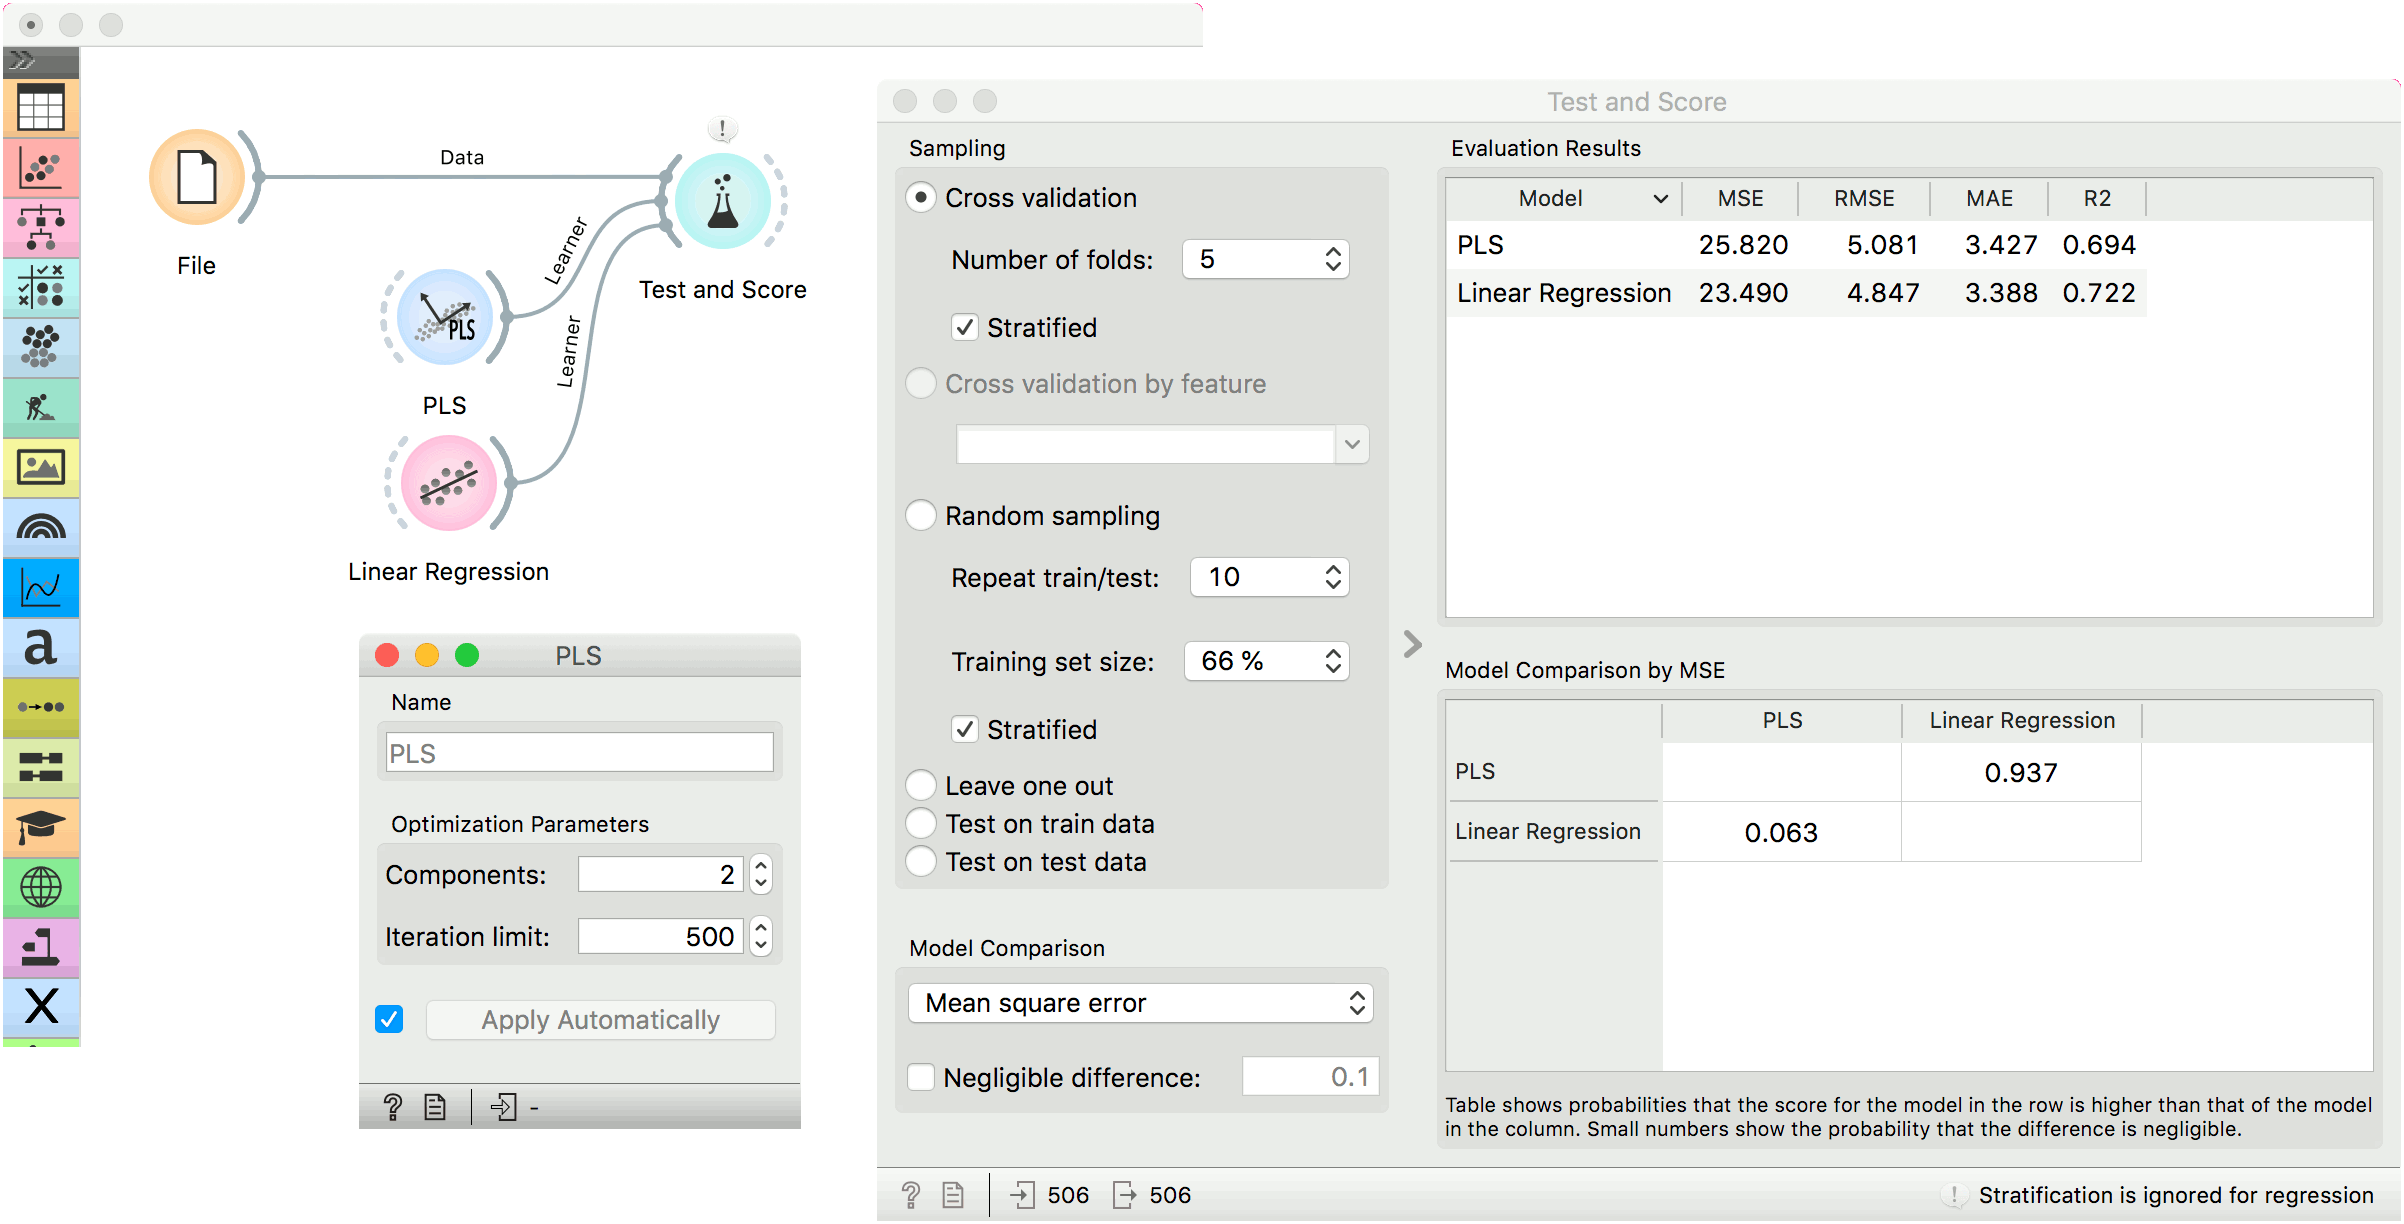 Data
Learner
Learner
File
Test and Score
PLS
PLS
Linear Regression
a
X
PLS
Name
PLS
Optimization Parameters
Components: 2
Iteration limit: 500
Apply Automatically
? -
Test and Score
Sampling
Cross validation
Number of folds: 5
Stratified
Cross validation by feature
Random sampling
Repeat train/test: 10
Training set size: 66 %
Stratified
Leave one out
Test on train data
Test on test data
Model Comparison
Mean square error
Negligible difference: 0.1
Evaluation Results
Model MSE RMSE MAE R2
PLS 25.820 5.081 3.427 0.694
Linear Regression 23.490 4.847 3.388 0.722
Model Comparison by MSE
PLS Linear Regression
PLS 0.937
Linear Regression 0.063
Table shows probabilities that the score for the model in the row is higher than that of the model
in the column. Small numbers show the probability that the difference is negligible.
? 506 506
Stratification is ignored for regression